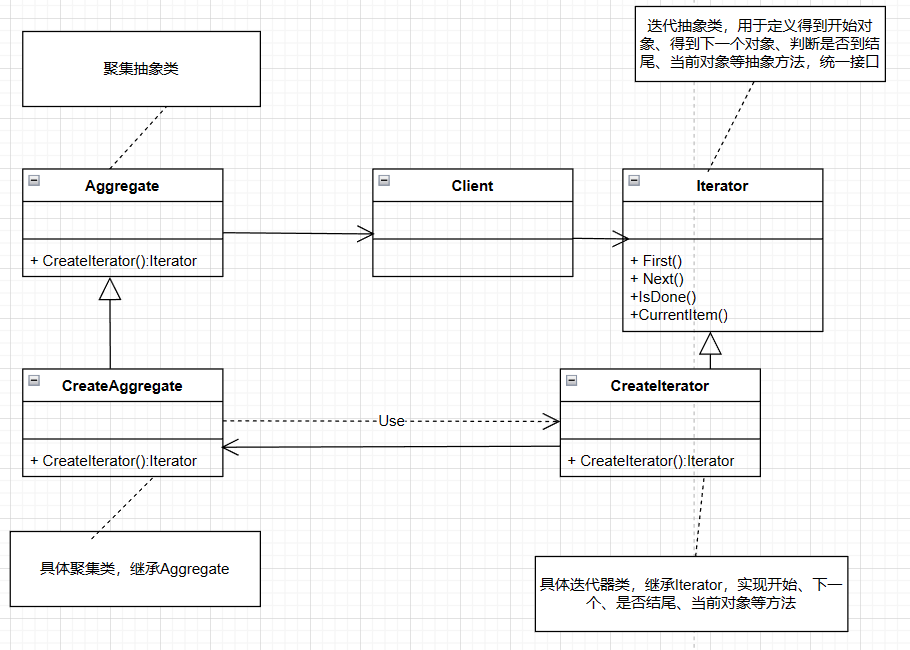 聚集抽象类
迭代抽象类，用于定义得到开始对
象、得到下一个对象、判断是否到结
尾、当前对象等抽象方法，统一接口
Aggregate
+ CreateIterator():Iterator
Client
Iterator
+ First()
+ Next()
+IsDone()
+CurrentItem()
CreateAggregate
+ CreateIterator():Iterator
Use
CreateIterator
+ CreateIterator():Iterator
具体聚集类，继承Aggregate
具体迭代器类，继承Iterator，实现开始、下一
个、是否结尾、当前对象等方法